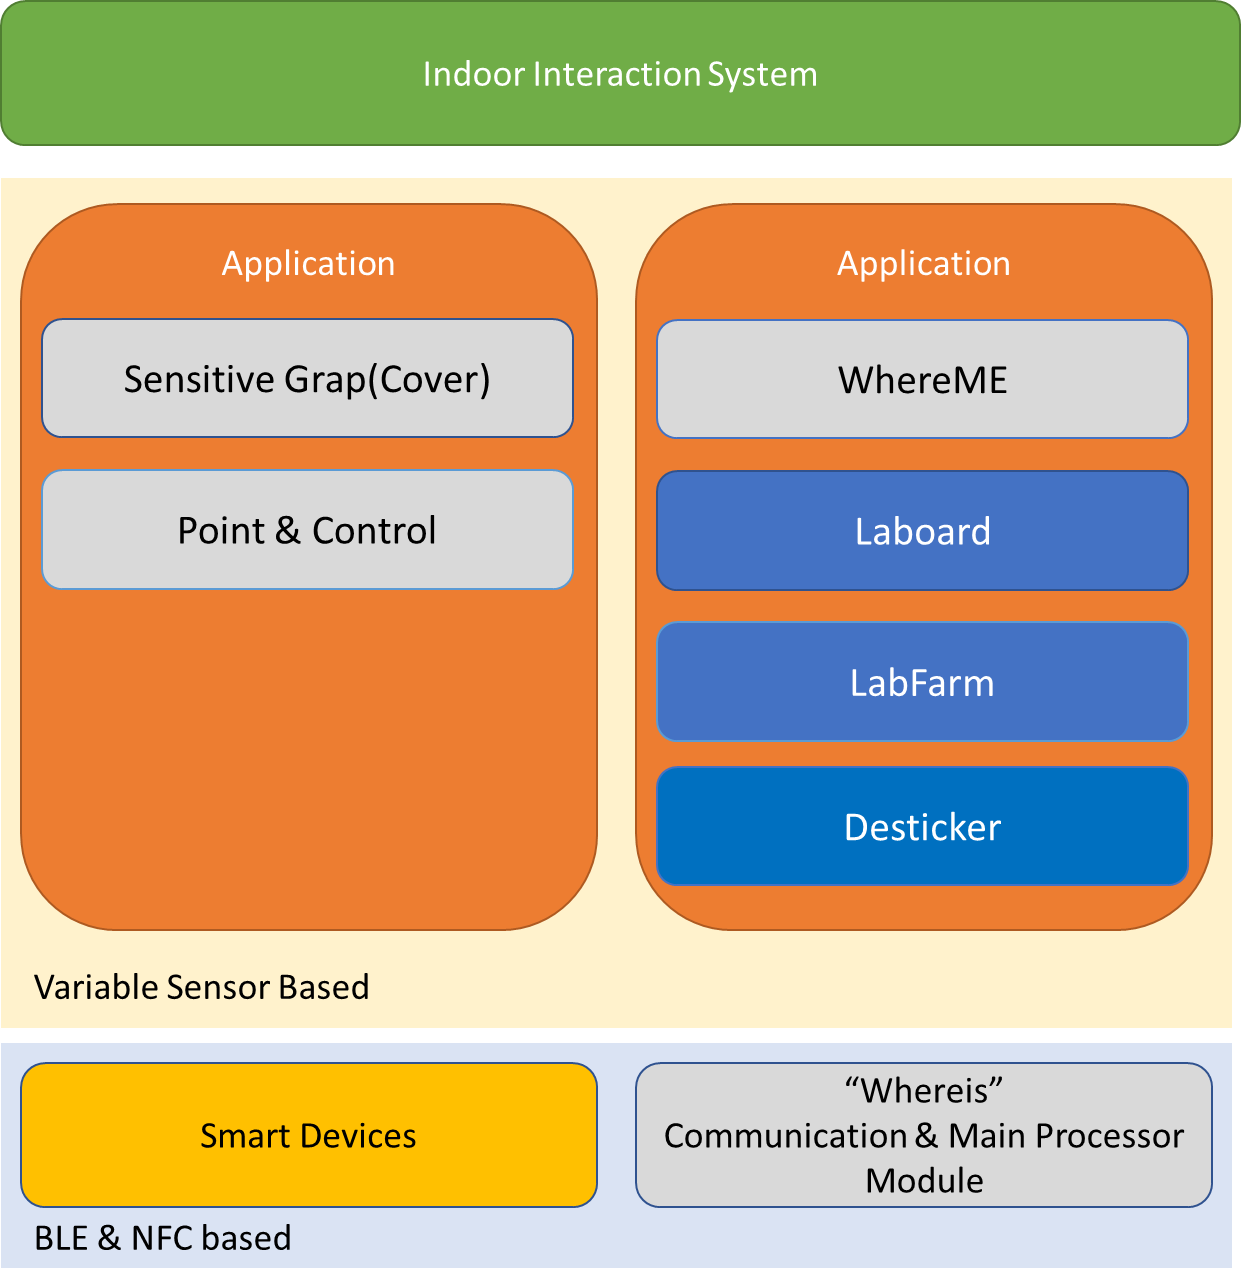 Indoor Interaction System
Application
Sensitive Grap(Cover)
Point & Control
Application
WhereME
Laboard
LabFarm
Desticker
Variable Sensor Based
Smart Devices
“Whereis”
Communication & Main Processor
Module
BLE & NFC based